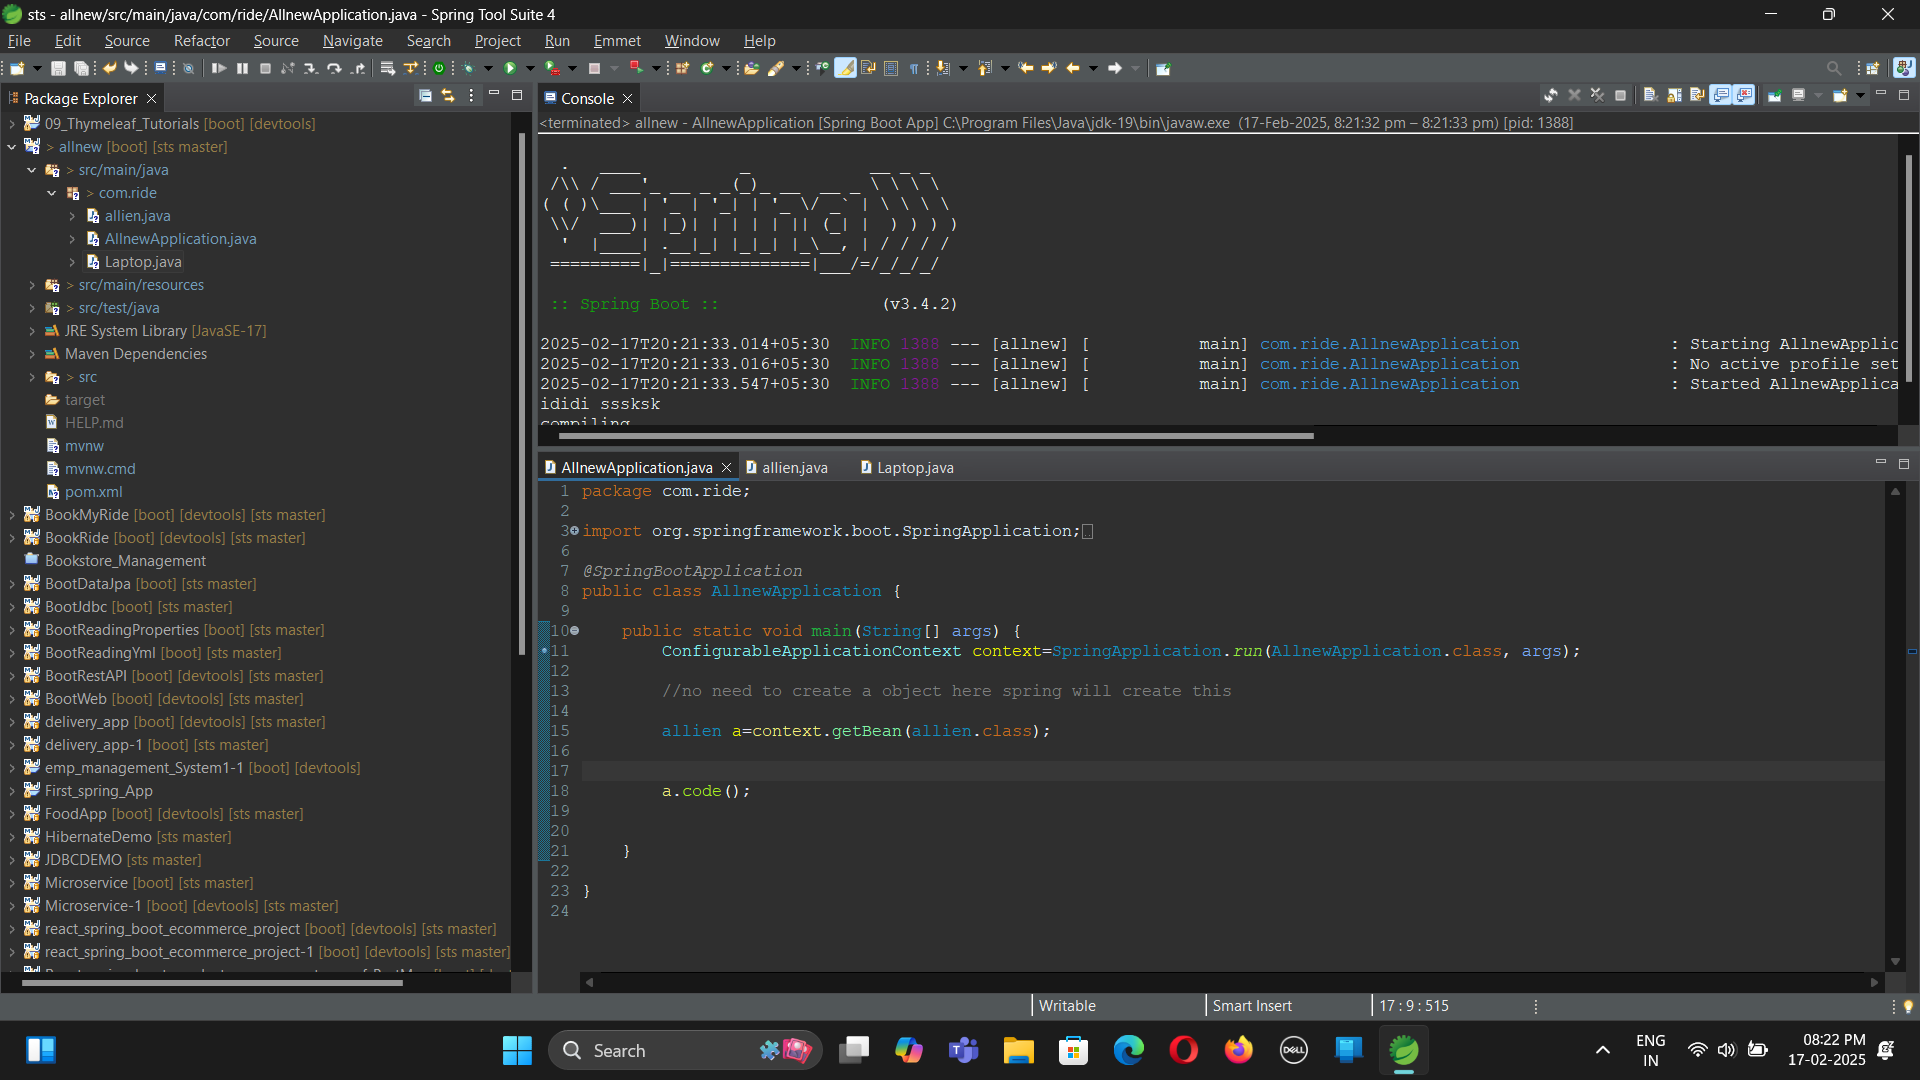 sts - allnew/src/main/java/com/ride/AllnewApplication.java - Spring Tool Suite 4
File Edit Source Refactor Source Navigate Search Project Run Emmet Window Help
Package Explorer
09_Thymeleaf_Tutorials [boot] [devtools]
> allnew [boot] [sts master]
> src/main/java
> com.ride
allien.java
AllnewApplication.java
Laptop.java
> src/main/resources
> src/test/java
JRE System Library [JavaSE-17]
Maven Dependencies
> src
target
HELP.md
mvnw
mvnw.cmd
pom.xml
BookMyRide [boot] [devtools] [sts master]
BookRide [boot] [devtools] [sts master]
Bookstore_Management
BootDataJpa [boot] [sts master]
BootJdbc [boot] [sts master]
BootReadingProperties [boot] [sts master]
BootReadingYml [boot] [sts master]
BootRestAPI [boot] [devtools] [sts master]
BootWeb [boot] [devtools] [sts master]
delivery_app [boot] [devtools] [sts master]
delivery_app-1 [boot] [sts master]
emp_management_System1-1 [boot] [devtools]
First_spring_App
FoodApp [boot] [devtools] [sts master]
HibernateDemo [sts master]
JDBCDEMO [sts master]
Microservice [boot] [sts master]
Microservice-1 [boot] [devtools] [sts master]
react_spring_boot_ecommerce_project [boot] [devtools] [sts master]
react_spring_boot_ecommerce_project-1 [boot] [devtools] [sts master]
Console
<terminated> allnew - AllnewApplication [Spring Boot App] C:\Program Files\Java\jdk-19\bin\javaw.exe (17-Feb-2025, 8:21:32 pm – 8:21:33 pm) [pid: 1388]
:: Spring Boot :: (v3.4.2)
2025-02-17T20:21:33.014+05:30 INFO 1388 --- [allnew] [ main] com.ride.AllnewApplication : Starting AllnewApplic
2025-02-17T20:21:33.016+05:30 INFO 1388 --- [allnew] [ main] com.ride.AllnewApplication : No active profile set
2025-02-17T20:21:33.547+05:30 INFO 1388 --- [allnew] [ main] com.ride.AllnewApplication : Started AllnewApplica
ididi sssksk
compiling
AllnewApplication.java allien.java Laptop.java
1 package com.ride;
2
3 import org.springframework.boot.SpringApplication;
6
7 @SpringBootApplication
8 public class AllnewApplication {
9
10 public static void main(String[] args) {
11 ConfigurableApplicationContext context=SpringApplication.run(AllnewApplication.class, args);
12
13 //no need to create a object here spring will create this
14
15 allien a=context.getBean(allien.class);
16
17
18 a.code();
19
20
21 }
22
23 }
24
Writable Smart Insert 17 : 9 : 515
Search
DELL
ENG
IN
08:22 PM
17-02-2025